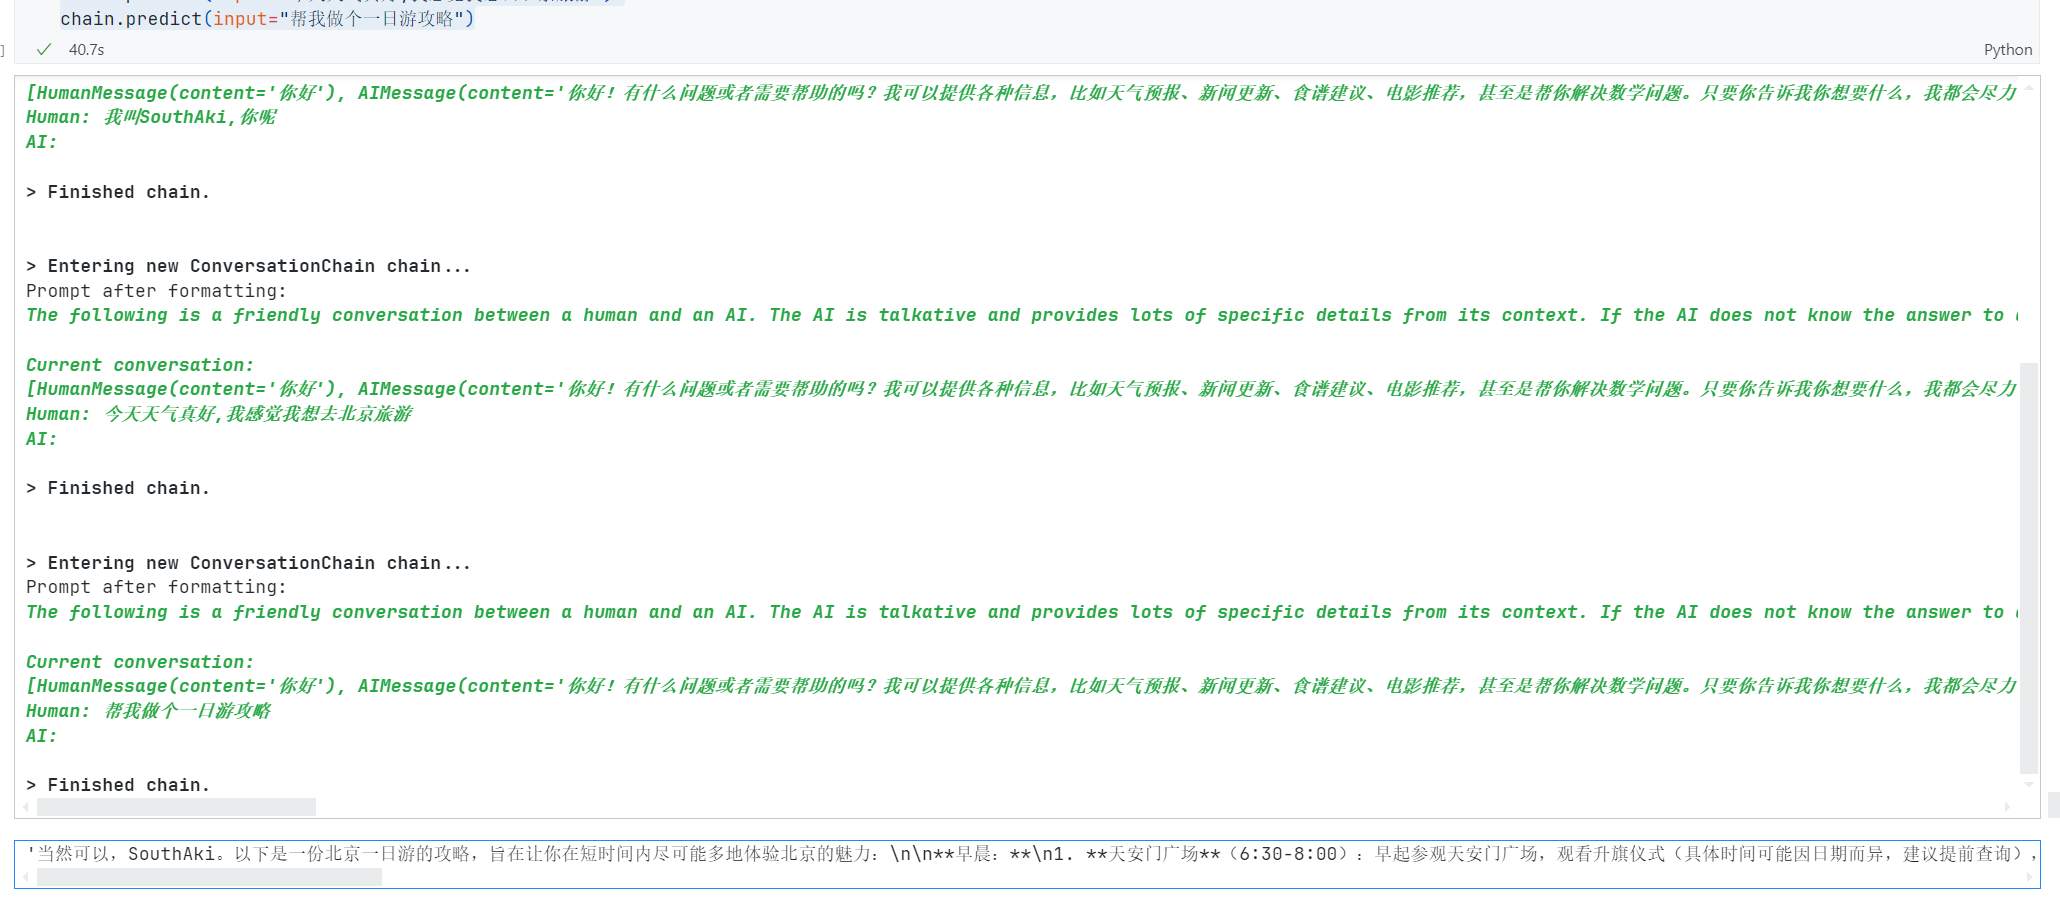 chain.predict(input="帮我做个一日游攻略")
] ✓ 40.7s Python
[HumanMessage(content='你好'), AIMessage(content='你好！有什么问题或者需要帮助的吗？我可以提供各种信息，比如天气预报、新闻更新、食谱建议、电影推荐，甚至是帮你解决数学问题。只要你告诉我你想要什么，我都会尽力
Human: 我叫SouthAki,你呢
AI:
> Finished chain.
> Entering new ConversationChain chain...
Prompt after formatting:
The following is a friendly conversation between a human and an AI. The AI is talkative and provides lots of specific details from its context. If the AI does not know the answer to
Current conversation:
[HumanMessage(content='你好'), AIMessage(content='你好！有什么问题或者需要帮助的吗？我可以提供各种信息，比如天气预报、新闻更新、食谱建议、电影推荐，甚至是帮你解决数学问题。只要你告诉我你想要什么，我都会尽力
Human: 今天天气真好,我感觉我想去北京旅游
AI:
> Finished chain.
> Entering new ConversationChain chain...
Prompt after formatting:
The following is a friendly conversation between a human and an AI. The AI is talkative and provides lots of specific details from its context. If the AI does not know the answer to
Current conversation:
[HumanMessage(content='你好'), AIMessage(content='你好！有什么问题或者需要帮助的吗？我可以提供各种信息，比如天气预报、新闻更新、食谱建议、电影推荐，甚至是帮你解决数学问题。只要你告诉我你想要什么，我都会尽力
Human: 帮我做个一日游攻略
AI:
> Finished chain.
'当然可以，SouthAki。以下是一份北京一日游的攻略，旨在让你在短时间内尽可能多地体验北京的魅力：\n\n**早晨：**\n1. **天安门广场**（6:30-8:00）：早起参观天安门广场，观看升旗仪式（具体时间可能因日期而异，建议提前查询），